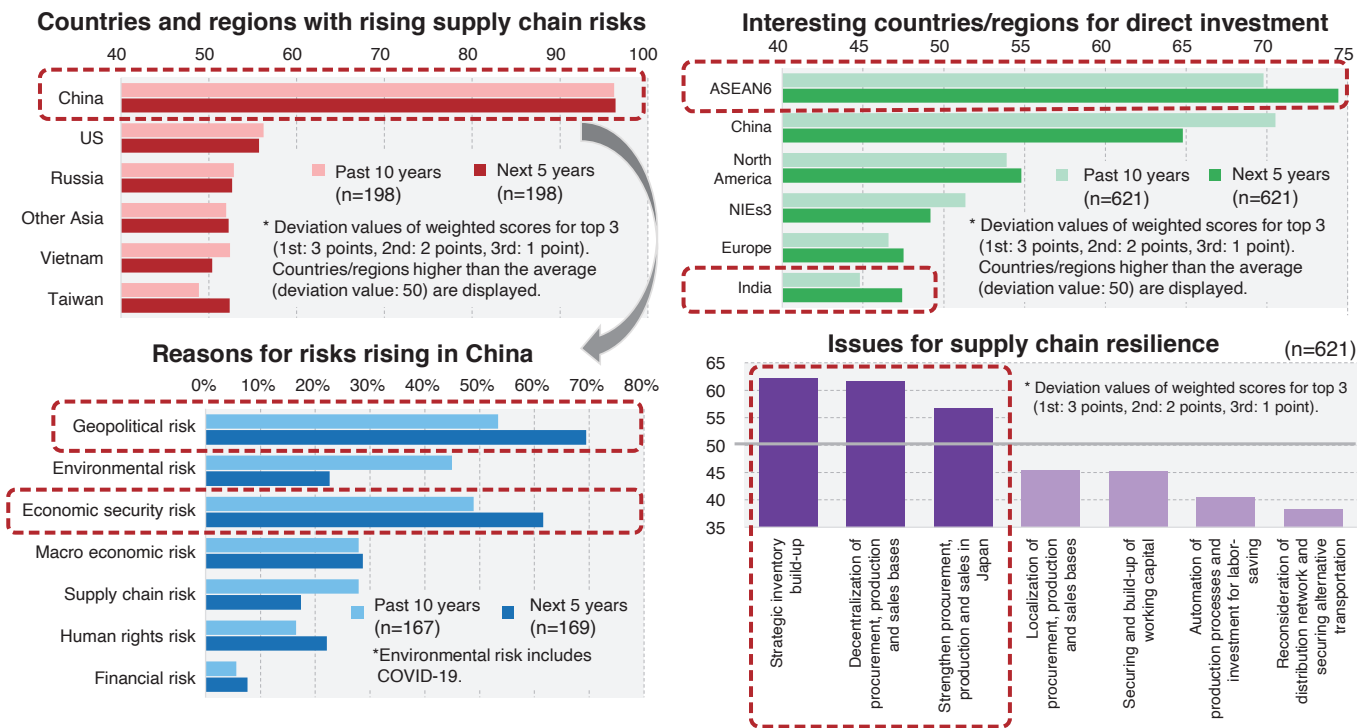 Countries and regions with rising supply chain risks
40 50 60 70 80 90 100
China
US
Russia
Other Asia
Vietnam
Taiwan
Past 10 years
(n=198)
Next 5 years
(n=198)
* Deviation values of weighted scores for top 3
(1st: 3 points, 2nd: 2 points, 3rd: 1 point).
Countries/regions higher than the average
(deviation value: 50) are displayed.
Interesting countries/regions for direct investment
40 45 50 55 60 65 70 75
ASEAN6
China
North
America
NIEs3
Europe
India
Past 10 years
(n=621)
Next 5 years
(n=621)
* Deviation values of weighted scores for top 3
(1st: 3 points, 2nd: 2 points, 3rd: 1 point).
Countries/regions higher than the average
(deviation value: 50) are displayed.
Reasons for risks rising in China
0% 10% 20% 30% 40% 50% 60% 70% 80%
Geopolitical risk
Environmental risk
Economic security risk
Macro economic risk
Supply chain risk
Human rights risk
Financial risk
Past 10 years
(n=167)
Next 5 years
(n=169)
*Environmental risk includes
COVID-19.
Issues for supply chain resilience
(n=621)
65
60
55
50
45
40
35
* Deviation values of weighted scores for top 3
(1st: 3 points, 2nd: 2 points, 3rd: 1 point).
Strategic inventory
build-up
Decentralization of
procurement, production
and sales bases
Strengthen procurement,
production and sales in
Japan
Localization of
procurement, production
and sales bases
Securing and build-up of
working capital
Automation of
production processes and
investment for labor-
saving
Reconsideration of
distribution network and
securing alternative
transportation